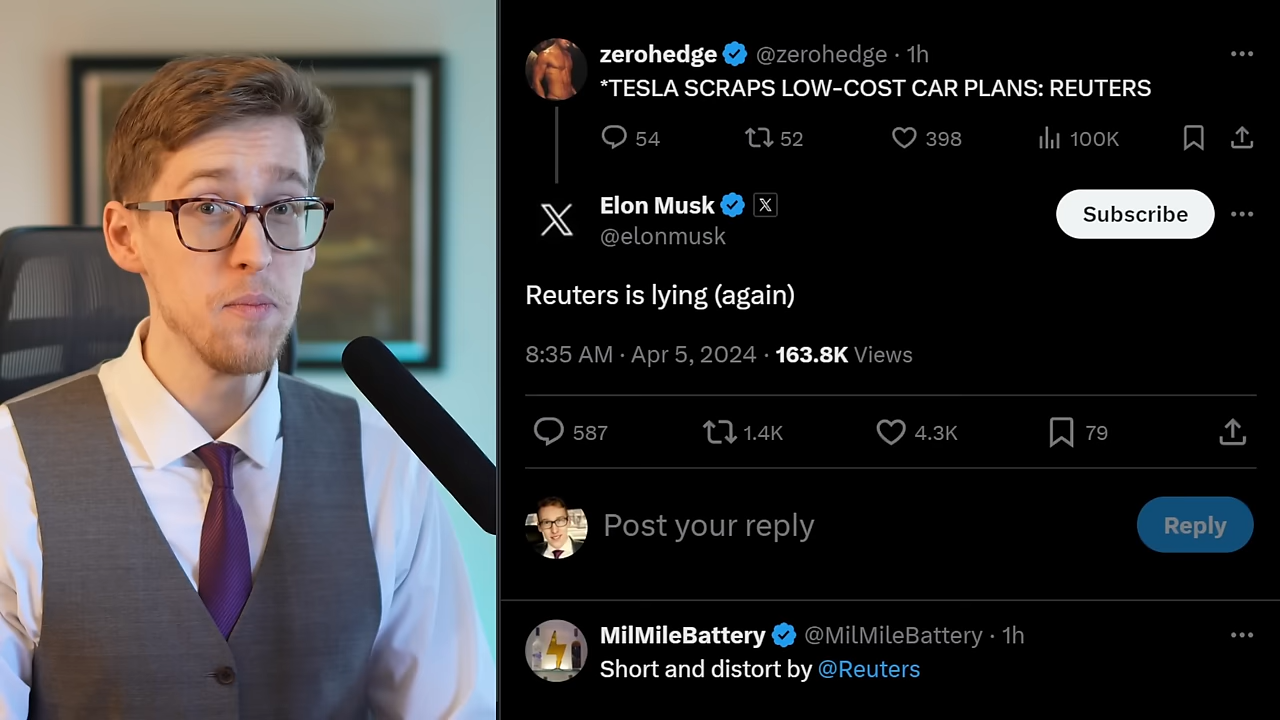 zerohedge @zerohedge · 1h
*TESLA SCRAPS LOW-COST CAR PLANS: REUTERS
54 52 398 100K
Elon Musk
@elonmusk
Subscribe
Reuters is lying (again)
8:35 AM · Apr 5, 2024 · 163.8K Views
587 1.4K 4.3K 79
Post your reply
Reply
MilMileBattery @MilMileBattery · 1h
Short and distort by @Reuters